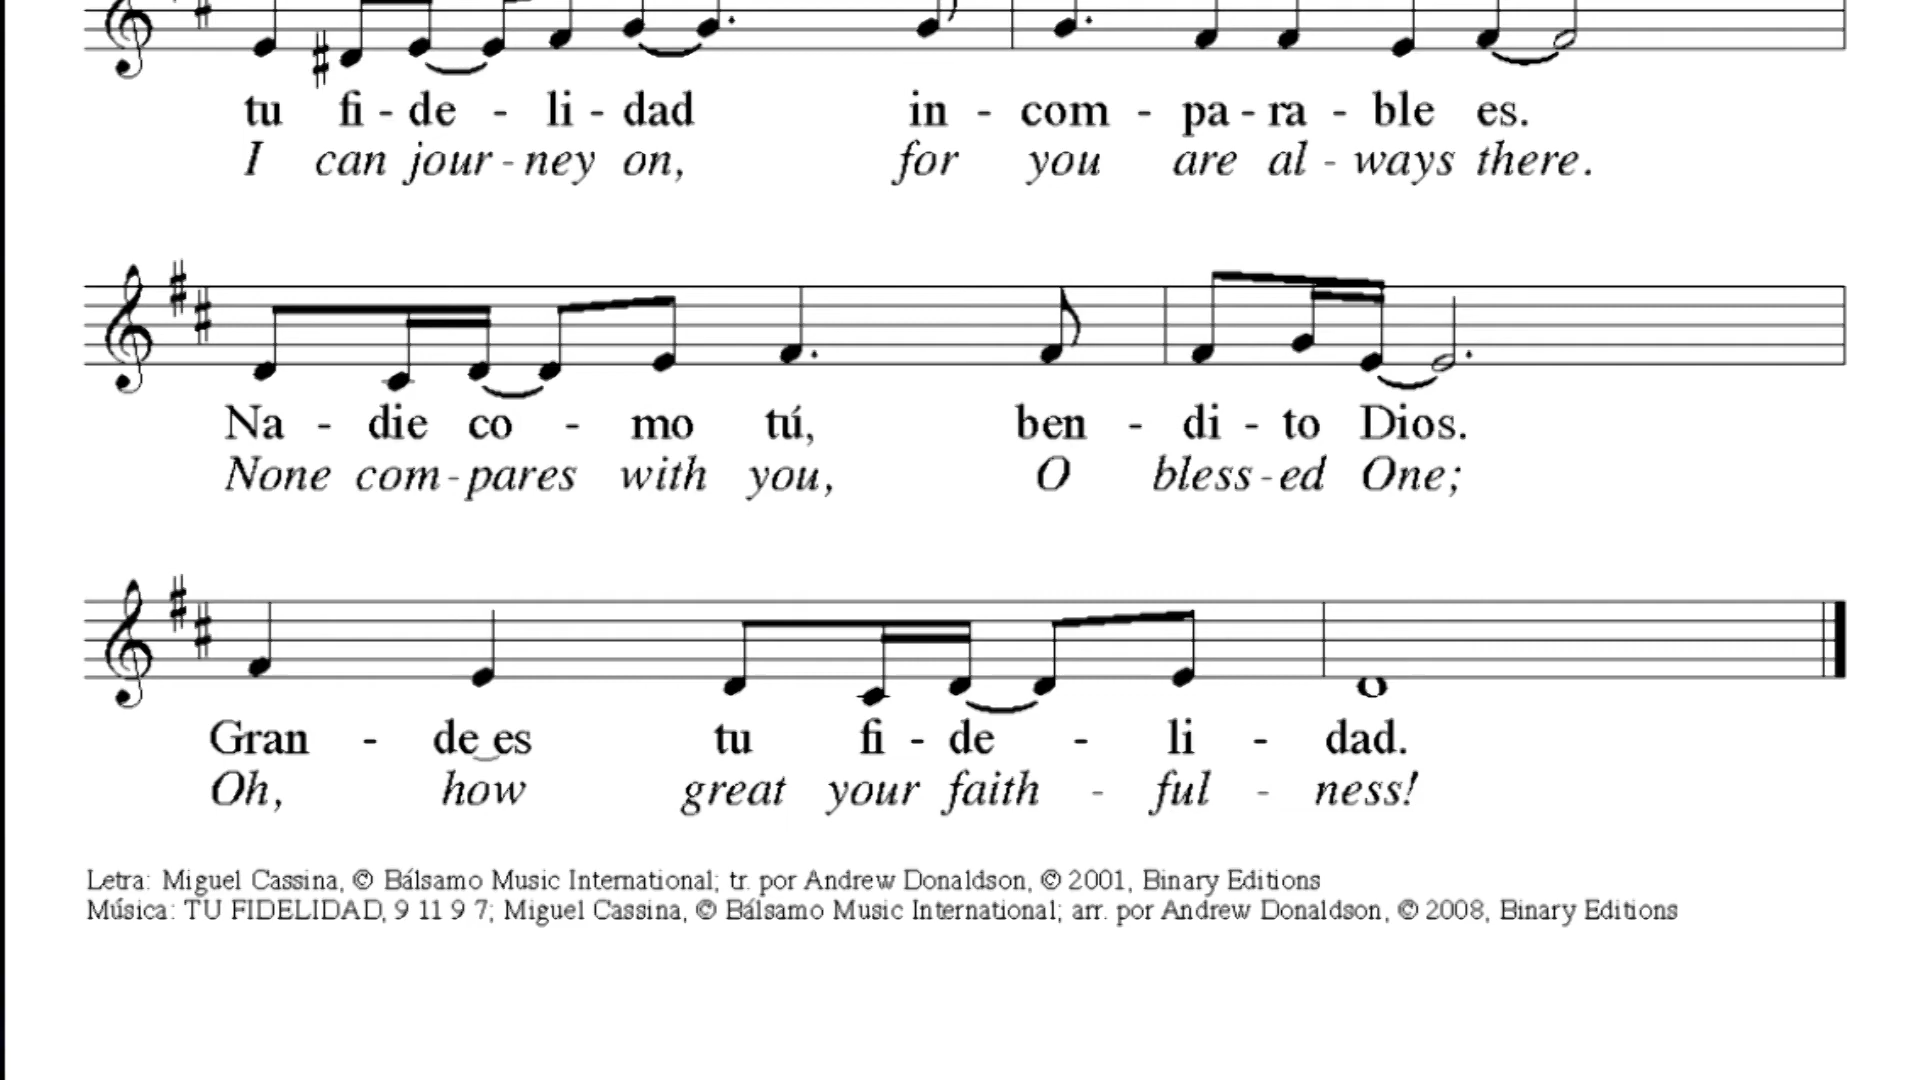 tu fi - de - li - dad in - com - pa - ra - ble es.
I can jour - ney on, for you are al - ways there.
Na - die co - mo tú, ben - di - to Dios.
None com - pares with you, O bless - ed One;
Gran - de‿es tu fi - de - li - dad.
Oh, how great your faith - ful - ness!
Letra: Miguel Cassina, © Bálsamo Music International; tr. por Andrew Donaldson, © 2001, Binary Editions
Música: TU FIDELIDAD, 9 11 9 7; Miguel Cassina, © Bálsamo Music International; arr. por Andrew Donaldson, © 2008, Binary Editions